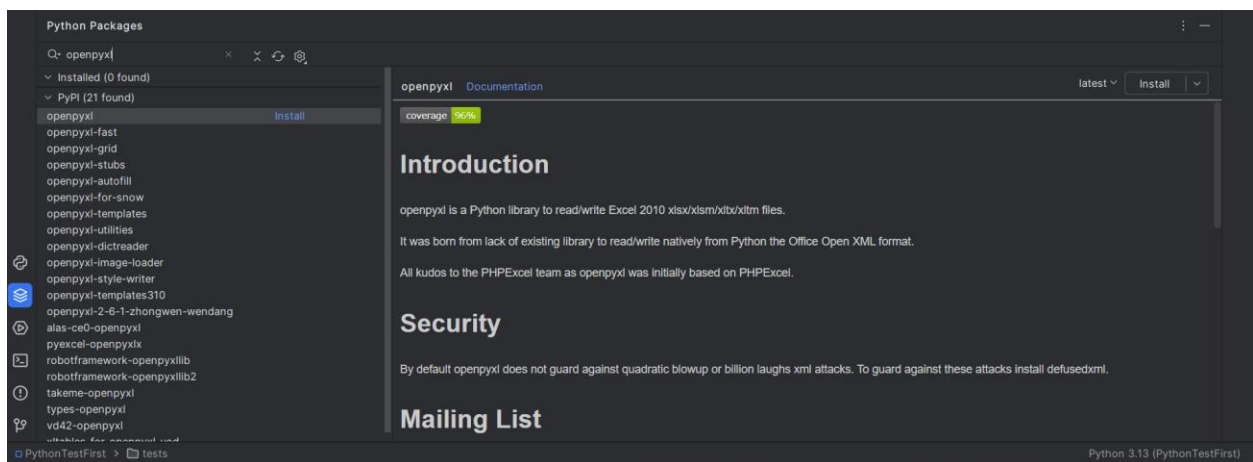 Python Packages
openpyxl
Installed (0 found)
PyPI (21 found)
openpyxl Install
openpyxl-fast
openpyxl-grid
openpyxl-stubs
openpyxl-autofill
openpyxl-for-snow
openpyxl-templates
openpyxl-utilities
openpyxl-dictreader
openpyxl-image-loader
openpyxl-style-writer
openpyxl-templates310
openpyxl-2-6-1-zhongwen-wendang
alas-ce0-openpyxl
pyexcel-openpyxlx
robotframework-openpyxllib
robotframework-openpyxllib2
takeme-openpyxl
types-openpyxl
vd42-openpyxl
openpyxl Documentation latest Install
coverage 96%
Introduction
openpyxl is a Python library to read/write Excel 2010 xlsx/xlsm/xltx/xltm files.
It was born from lack of existing library to read/write natively from Python the Office Open XML format.
All kudos to the PHPExcel team as openpyxl was initially based on PHPExcel.
Security
By default openpyxl does not guard against quadratic blowup or billion laughs xml attacks. To guard against these attacks install defusedxml.
Mailing List
PythonTestFirst > tests Python 3.13 (PythonTestFirst)